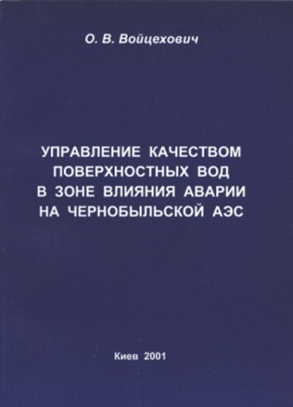 О. В. Войцехович
УПРАВЛЕНИЕ КАЧЕСТВОМ
ПОВЕРХНОСТНЫХ ВОД
В ЗОНЕ ВЛИЯНИЯ АВАРИИ
НА ЧЕРНОБЫЛЬСКОЙ АЭС
Киев 2001